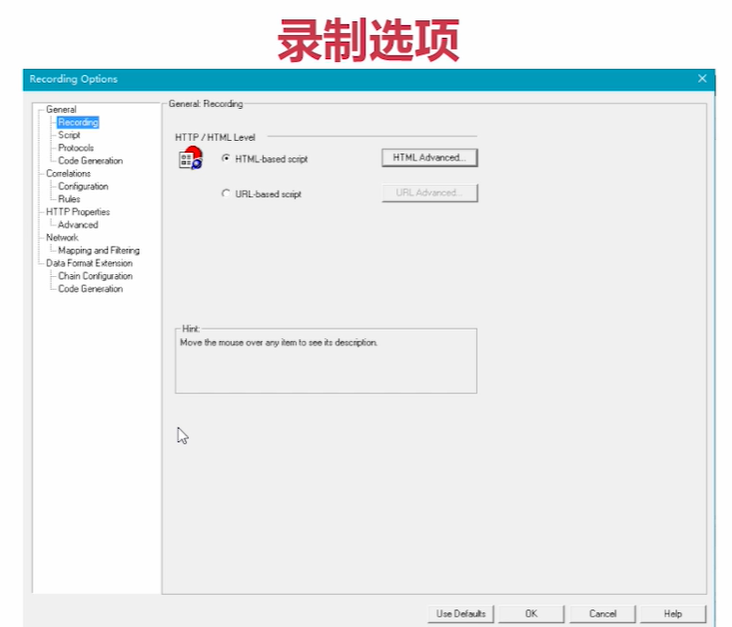 录制选项
Recording Options
General
Recording
Script
Protocols
Code Generation
Correlations
Configuration
Rules
HTTP Properties
Advanced
Network
Mapping and Filtering
Data Format Extension
Chain Configuration
Code Generation
General: Recording
HTTP / HTML Level
HTML-based script
HTML Advanced...
URL-based script
URL Advanced...
Hint:
Move the mouse over any item to see its description.
Use Defaults
OK
Cancel
Help